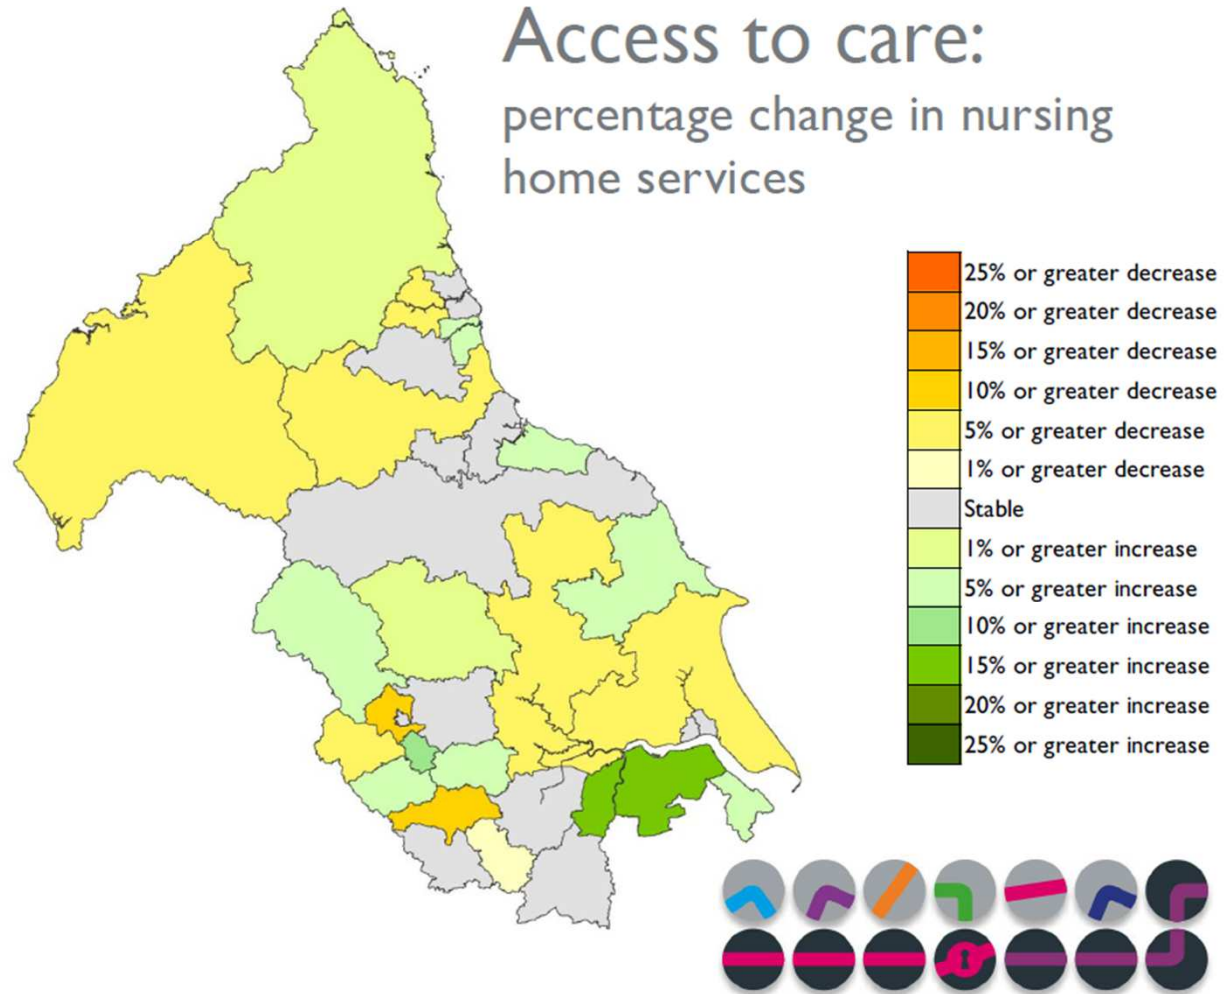 Access to care:
percentage change in nursing
home services
25% or greater decrease
20% or greater decrease
15% or greater decrease
10% or greater decrease
5% or greater decrease
1% or greater decrease
Stable
1% or greater increase
5% or greater increase
10% or greater increase
15% or greater increase
20% or greater increase
25% or greater increase